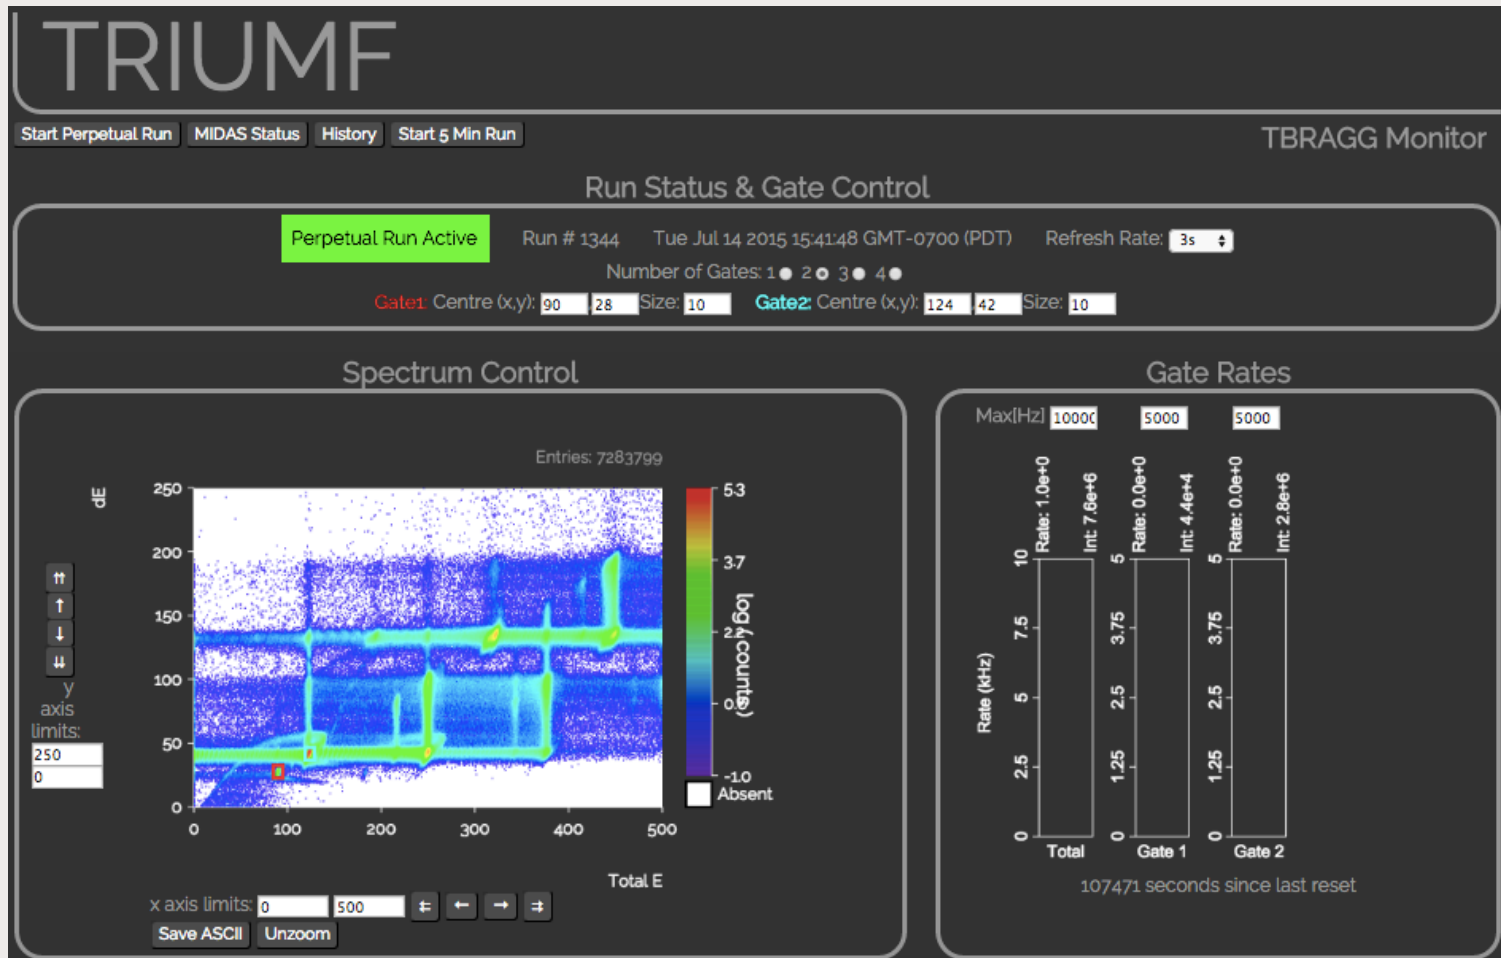 TRIUMF
Start Perpetual Run MIDAS Status History Start 5 Min Run
TBRAGG Monitor
Run Status & Gate Control
Perpetual Run Active Run # 1344 Tue Jul 14 2015 15:41:48 GMT-0700 (PDT) Refresh Rate: 3s
Number of Gates: 1 2 3 4
Gate1: Centre (x,y): 90 ,28 Size: 10 Gate2: Centre (x,y): 124 ,42 Size: 10
Spectrum Control
Entries: 7283799
dE
250
200
150
100
50
0
0 100 200 300 400 500
Total E
⇈
↑
↓
⇊
y
axis
limits:
250
0
5.3
3.7
2.2
-1.0
log (counts)
Absent
x axis limits: 0 500 ⇇ ← → ⇉
Save ASCII Unzoom
Gate Rates
Max[Hz] 5000 5000
Rate: 1.0e+0
Int: 7.6e+6
Rate: 0.0e+0
Int: 4.4e+4
Rate: 0.0e+0
Int: 2.8e+6
Rate (kHz)
10
7.5
5
2.5
0
5
3.75
2.5
1.25
0
5
3.75
2.5
1.25
0
Total Gate 1 Gate 2
107471 seconds since last reset